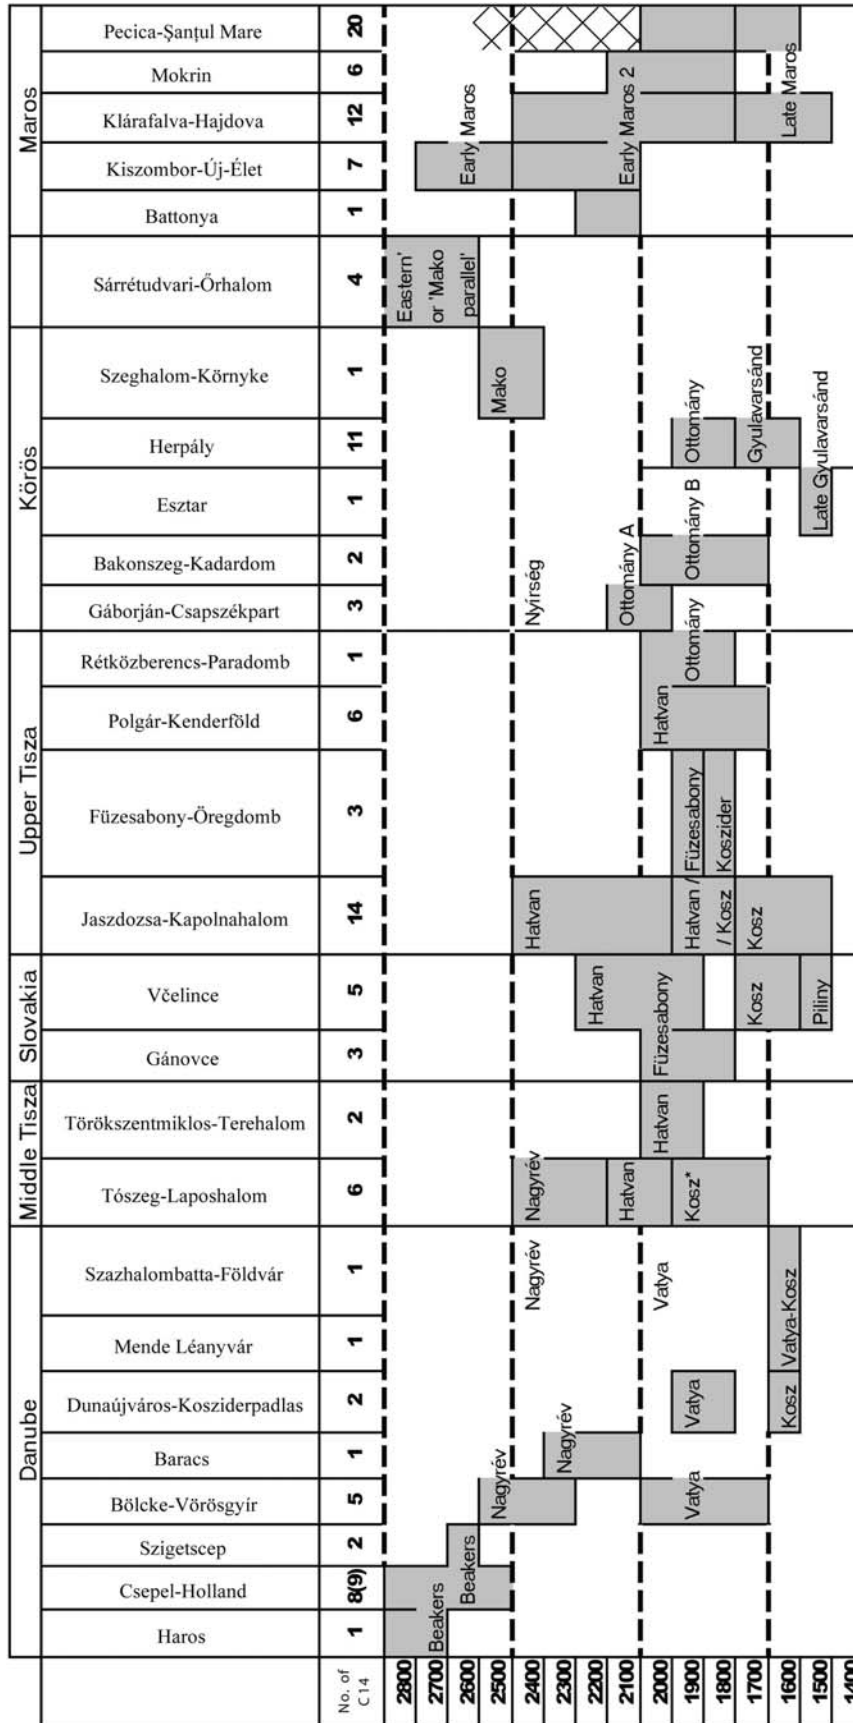 Maros
Pecica-Şanţul Mare
20
Mokrin
6
Klárafalva-Hajdova
12
Kiszombor-Új-Élet
7
Battonya
1
Early Maros
Early Maros 2
Late Maros
Körös
Sárrétudvari-Őrhalom
4
Eastern'
or 'Mako
parallel'
Szeghalom-Környke
1
Mako
Herpály
11
Ottomány
Gyulavarsánd
Esztar
1
Late Gyulavarsánd
Bakonszeg-Kadardom
2
Ottomány B
Gáborján-Csapszékpart
3
Nyírség
Ottomány A
Upper Tisza
Rétközberencs-Paradomb
1
Ottomány
Polgár-Kenderföld
6
Hatvan
Füzesabony-Öregdomb
3
Füzesabony
Koszider
Jaszdozsa-Kapolnahalom
14
Hatvan
Hatvan /
/ Kosz
Kosz
Slovakia
Včelince
5
Hatvan
Kosz
Piliny
Gánovce
3
Füzesabony
Middle Tisza
Törökszentmiklos-Terehalom
2
Hatvan
Tószeg-Laposhalom
6
Nagyrév
Hatvan
Kosz*
Danube
Szazhalombatta-Földvár
1
Nagyrév
Vatya
Mende Léanyvár
1
Vatya-Kosz
Dunaújváros-Kosziderpadlas
2
Vatya
Kosz
Baracs
1
Nagyrév
Bölcke-Vörösgyír
5
Nagyrév
Vatya
Szigetscep
2
Beakers
Csepel-Holland
8(9)
Haros
1
Beakers
No. of
C14
2800
2700
2600
2500
2400
2300
2200
2100
2000
1900
1700
1600
1500
1400